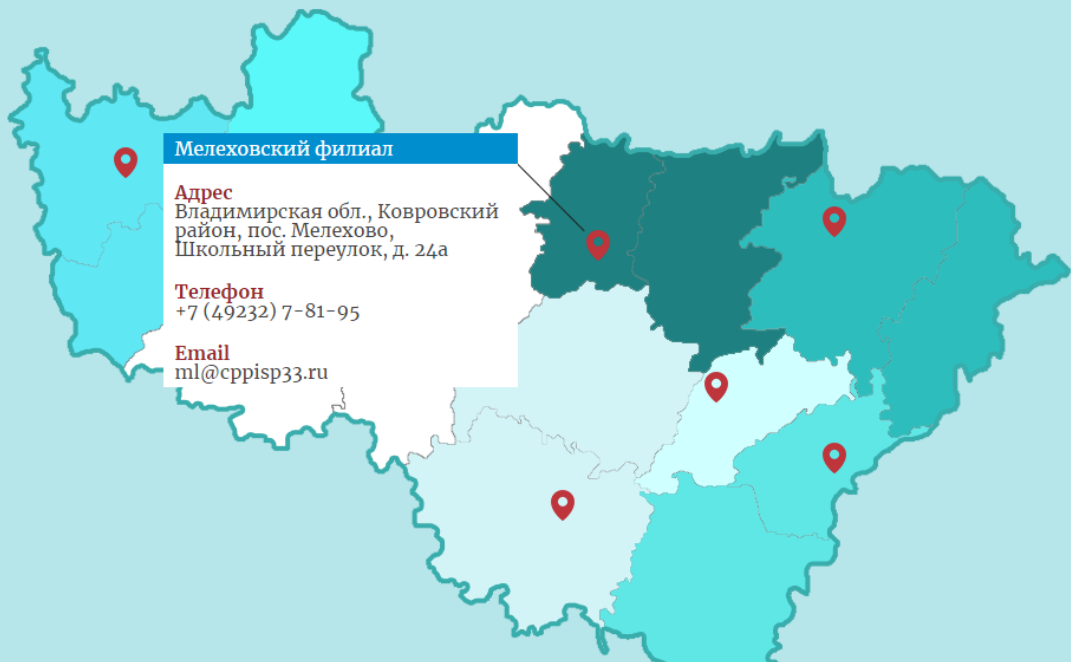 Мелеховский филиал
Адрес
Владимирская обл., Ковровский
район, пос. Мелехово,
Школьный переулок, д. 24а
Телефон
+7 (49232) 7-81-95
Email
ml@cppisp33.ru